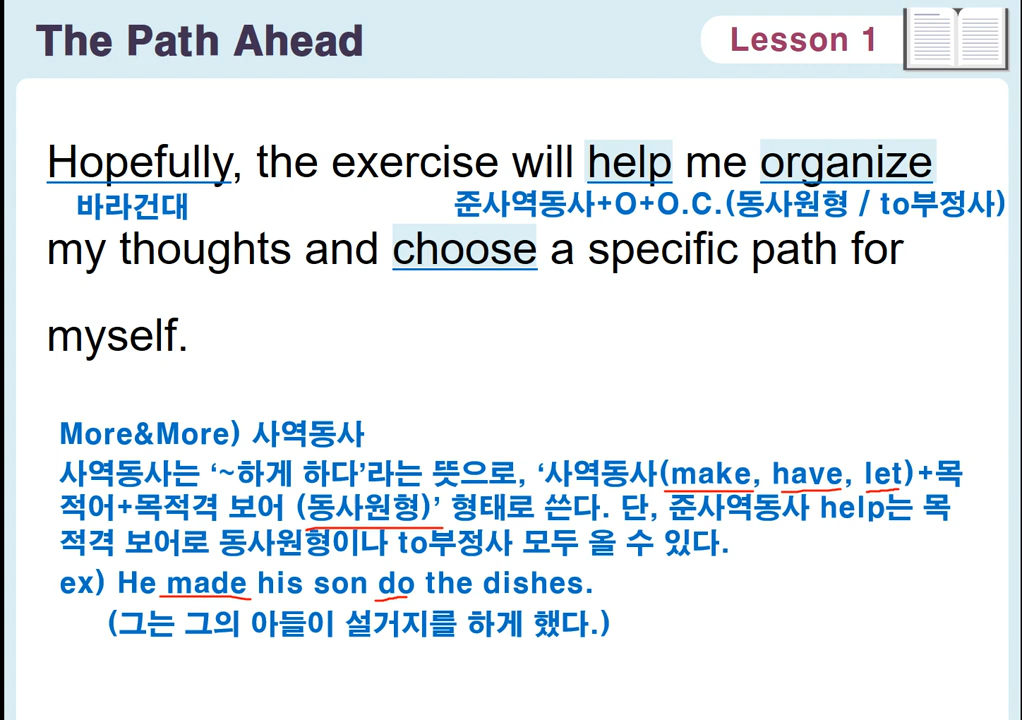 The Path Ahead
Lesson 1
Hopefully, the exercise will help me organize
바라건대
준사역동사+O+O.C.(동사원형 / to부정사)
my thoughts and choose a specific path for
myself.
More&More) 사역동사
사역동사는 ‘~하게 하다’라는 뜻으로, ‘사역동사(make, have, let)+목
적어+목적격 보어 (동사원형)’ 형태로 쓴다. 단, 준사역동사 help는 목
적격 보어로 동사원형이나 to부정사 모두 올 수 있다.
ex) He made his son do the dishes.
(그는 그의 아들이 설거지를 하게 했다.)